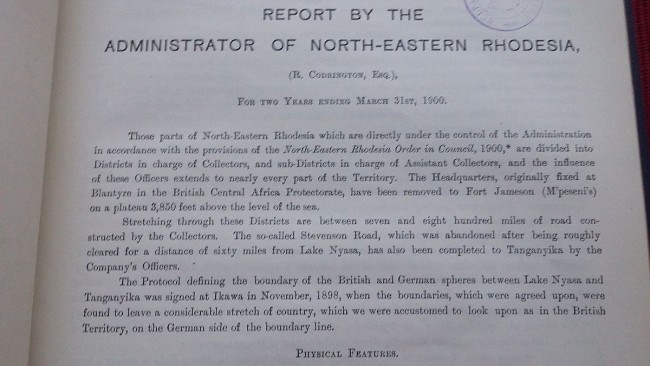 REPORT BY THE
ADMINISTRATOR OF NORTH-EASTERN RHODESIA,
(R. CODRINGTON, ESQ.),
FOR TWO YEARS ENDING MARCH 31ST, 1900.
Those parts of North-Eastern Rhodesia which are directly under the control of the Administration
in accordance with the provisions of the North-Eastern Rhodesia Order in Council, 1900,* are divided into
Districts in charge of Collectors, and sub-Districts in charge of Assistant Collectors, and the influence
of these Officers extends to nearly every part of the Territory. The Headquarters, originally fixed at
Blantyre in the British Central Africa Protectorate, have been removed to Fort Jameson (M'peseni's)
on a plateau 3,850 feet above the level of the sea.
Stretching through these Districts are between seven and eight hundred miles of road con-
structed by the Collectors. The so-called Stevenson Road, which was abandoned after being roughly
cleared for a distance of sixty miles from Lake Nyasa, has also been completed to Tanganyika by the
Company's Officers.
The Protocol defining the boundary of the British and German spheres between Lake Nyasa and
Tanganyika was signed at Ikawa in November, 1898, when the boundaries, which were agreed upon, were
found to leave a considerable stretch of country, which we were accustomed to look upon as in the British
Territory, on the German side of the boundary line.
PHYSICAL FEATURES.